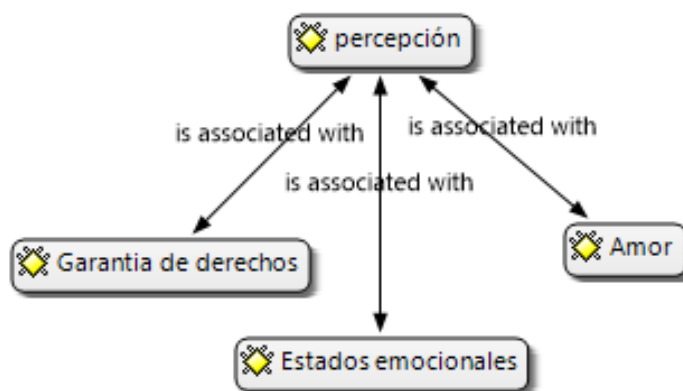 percepción
is associated with
is associated with
is associated with
Garantia de derechos
Amor
Estados emocionales